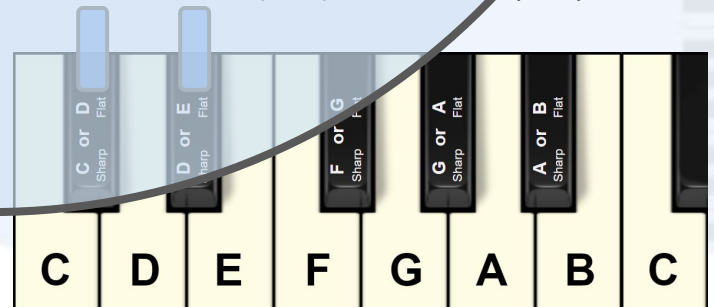 C or D
Sharp Flat
D or E
Sharp Flat
F or G
Sharp Flat
G or A
Sharp Flat
A or B
Sharp Flat
C D E F G A B C